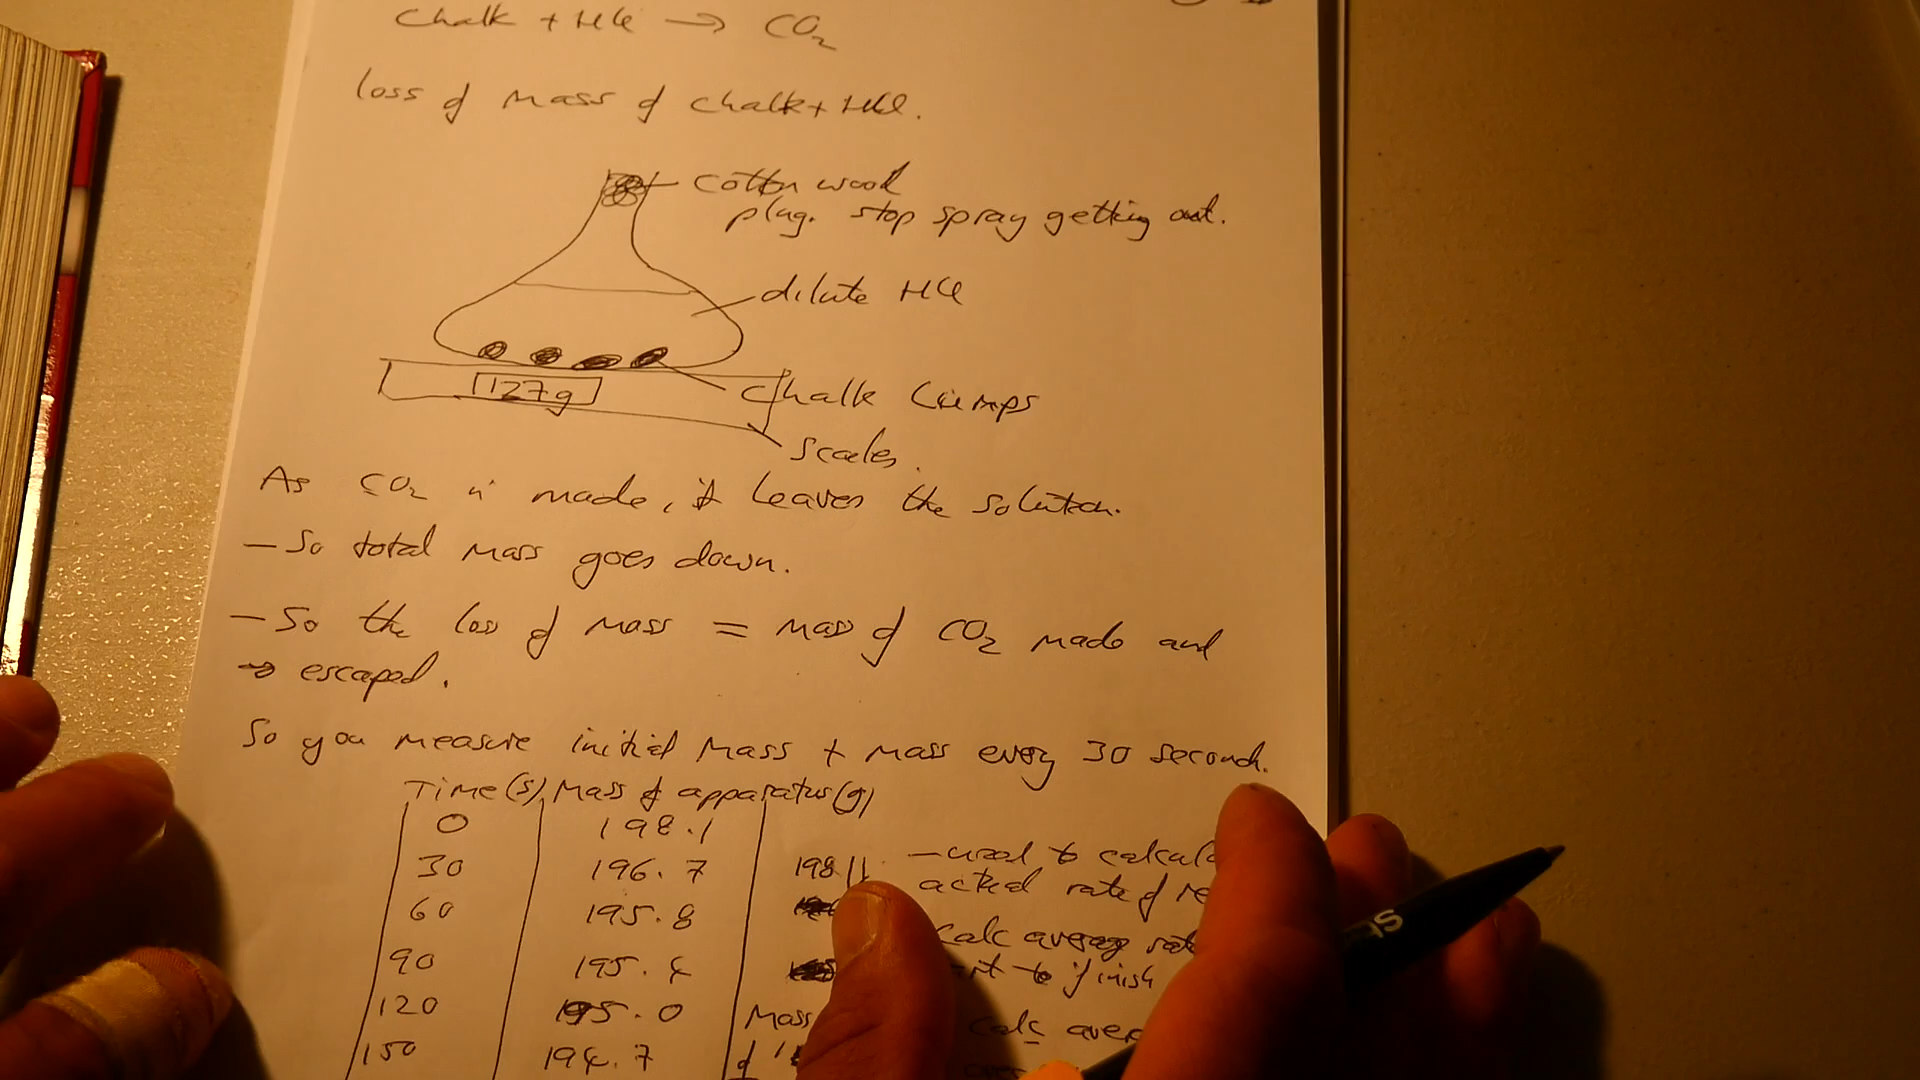 Chalk + HCl → CO2
loss of mass of chalk + HCl.
cotton wool
plug. stop spray getting out.
dilute HCl
127g
Chalk Lumps
scales.
As CO2 is made, it leaves the solution.
- So total mass goes down.
- So the loss of mass = mass of CO2 made and
→ escaped.
So you measure initial mass + mass every 30 second.
Time (s) Mass of apparatus (g)
0 198.1
30 196.7 198.1 - used to calcula
actual rate of re
60 195.8
calc average rat
90 195.4 to finish
120 195.0 Mass calc aver
150 194.7 of